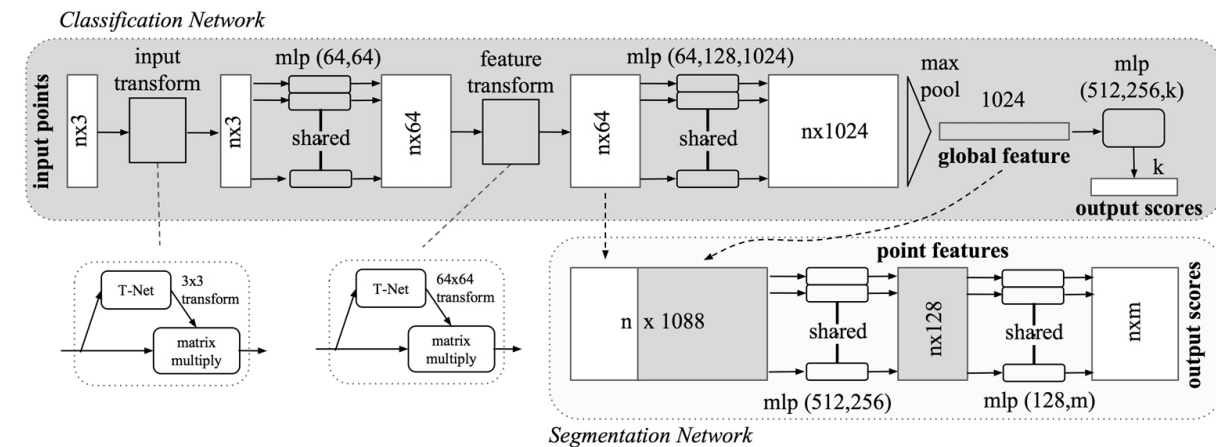 Classification Network
input points
nx3
input
transform
nx3
mlp (64,64)
shared
nx64
feature
transform
nx64
mlp (64,128,1024)
shared
nx1024
max
pool
1024
global feature
mlp
(512,256,k)
k
output scores
T-Net
3x3
transform
matrix
multiply
T-Net
64x64
transform
matrix
multiply
point features
n x 1088
shared
mlp (512,256)
nx128
shared
mlp (128,m)
nxm
output scores
Segmentation Network